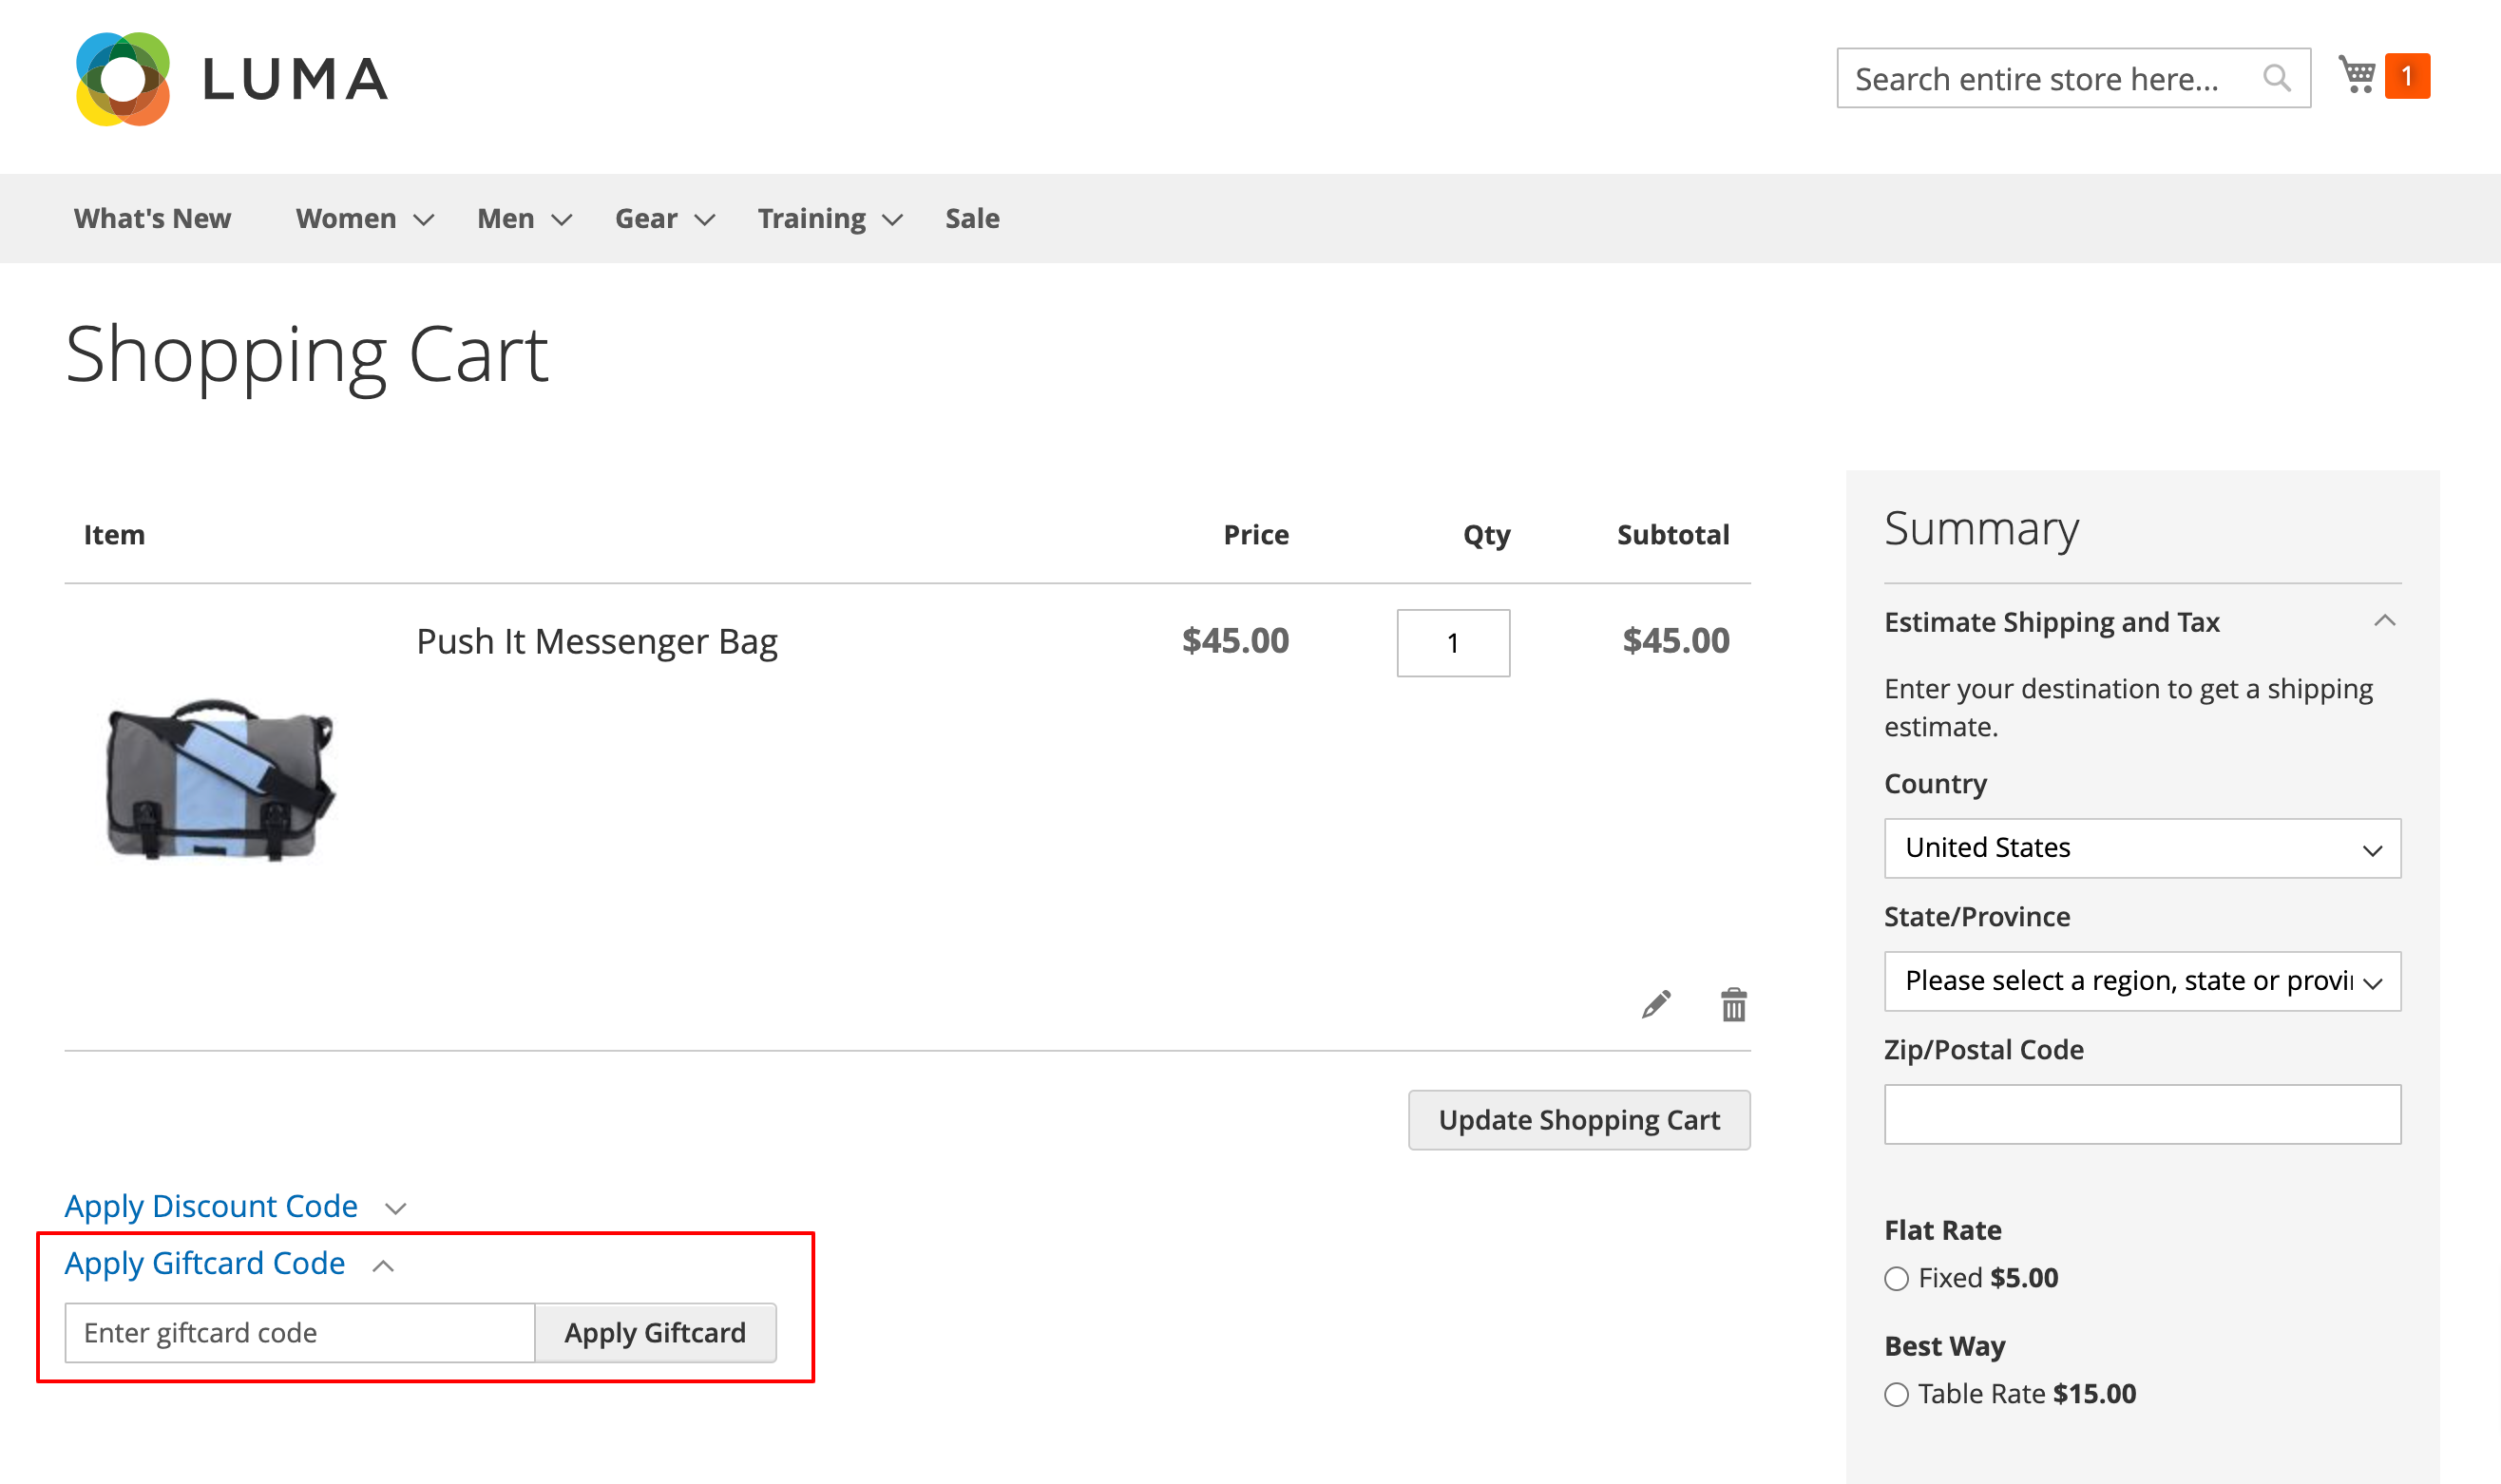 LUMA
Search entire store here...
1
What's New Women Men Gear Training Sale
Shopping Cart
Item Price Qty Subtotal
Push It Messenger Bag $45.00 1 $45.00
Update Shopping Cart
Apply Discount Code
Apply Giftcard Code
Enter giftcard code Apply Giftcard
Summary
Estimate Shipping and Tax
Enter your destination to get a shipping
estimate.
Country
United States
State/Province
Please select a region, state or provi
Zip/Postal Code
Flat Rate
Fixed $5.00
Best Way
Table Rate $15.00